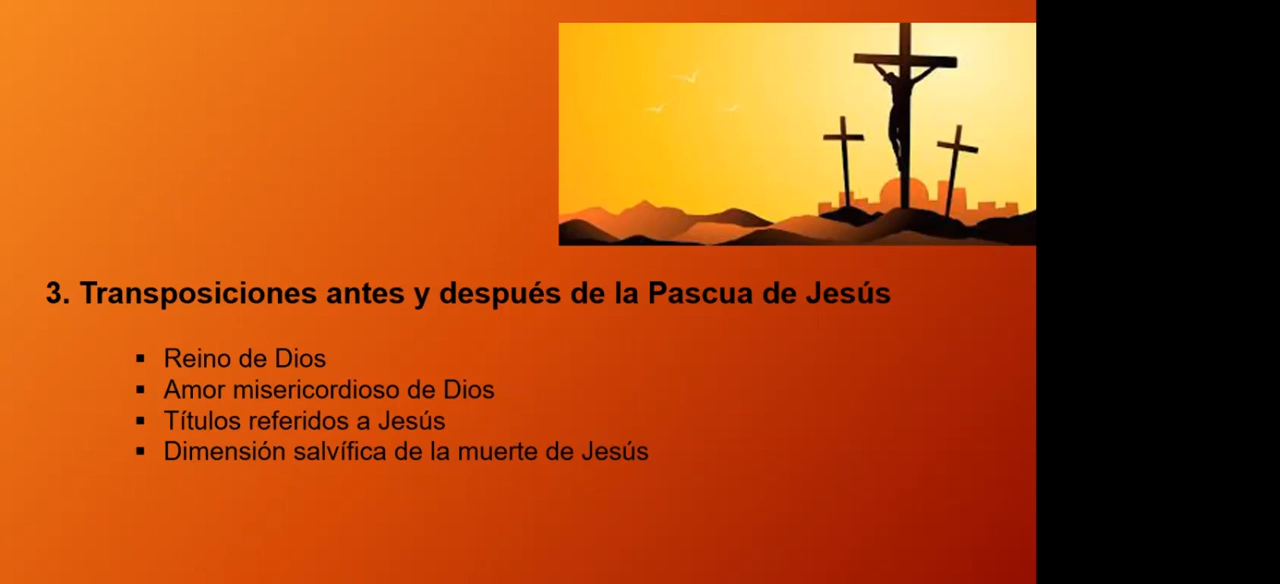 3. Transposiciones antes y después de la Pascua de Jesús
▪ Reino de Dios
▪ Amor misericordioso de Dios
▪ Títulos referidos a Jesús
▪ Dimensión salvífica de la muerte de Jesús